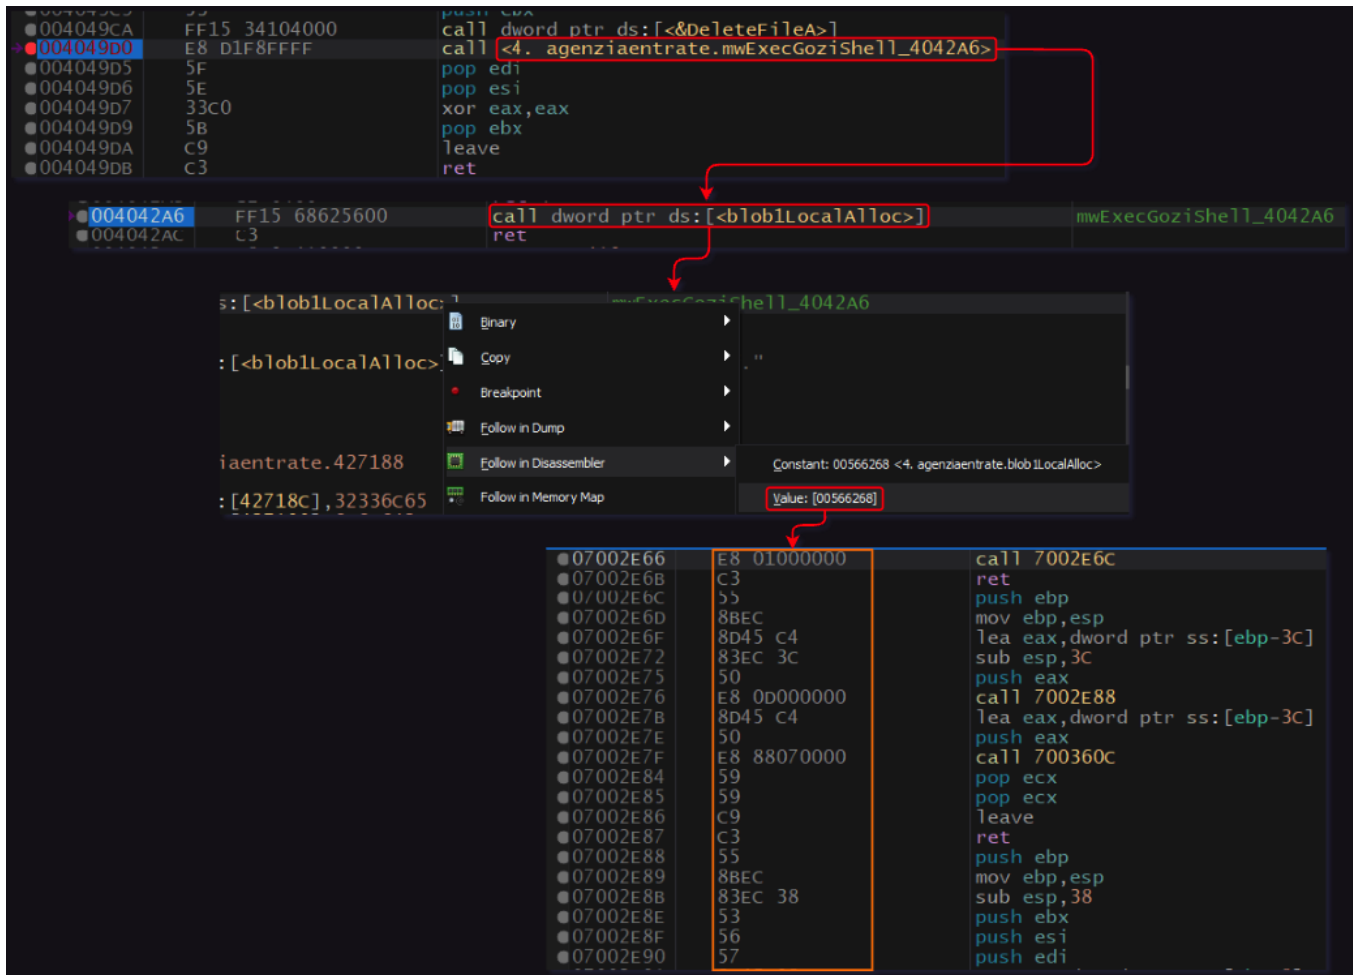 push ebx
004049CA FF15 34104000 call dword ptr ds:[<&DeleteFileA>]
004049D0 E8 D1F8FFFF call <4. agenziaentrate.mwExecGoziShell_4042A6>
004049D5 5F pop edi
004049D6 5E pop esi
004049D7 33C0 xor eax,eax
004049D9 5B pop ebx
004049DA C9 leave
004049DB C3 ret
004042A6 FF15 68625600 call dword ptr ds:[<blob1LocalAlloc>] mwExecGoziShell_4042A6
004042AC C3 ret
s:[<blob1LocalAlloc>] mwExecGoziShell_4042A6
Binary
:[<blob1LocalAlloc>] Copy ."
Breakpoint
Follow in Dump
iaentrate.427188 Follow in Disassembler Constant: 00566268 <4. agenziaentrate.blob1LocalAlloc>
:[42718C],32336C65 Follow in Memory Map Value: [00566268]
07002E66 E8 01000000 call 7002E6C
07002E6B C3 ret
07002E6C 55 push ebp
07002E6D 8BEC mov ebp,esp
07002E6F 8D45 C4 lea eax,dword ptr ss:[ebp-3C]
07002E72 83EC 3C sub esp,3C
07002E75 50 push eax
07002E76 E8 0D000000 call 7002E88
07002E7B 8D45 C4 lea eax,dword ptr ss:[ebp-3C]
07002E7E 50 push eax
07002E7F E8 88070000 call 700360C
07002E84 59 pop ecx
07002E85 59 pop ecx
07002E86 C9 leave
07002E87 C3 ret
07002E88 55 push ebp
07002E89 8BEC mov ebp,esp
07002E8B 83EC 38 sub esp,38
07002E8E 53 push ebx
07002E8F 56 push esi
07002E90 57 push edi